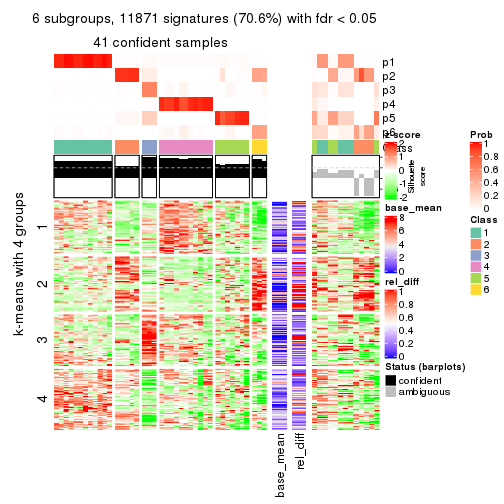 6 subgroups, 11871 signatures (70.6%) with fdr < 0.05
41 confident samples
p1
p2
p3
p4
p5
p6
Class
Silhouette
score
k-means with 4 groups
1
2
3
4
base_mean
rel_diff
z-score
2
1
0
-1
-2
base_mean
8
6
4
2
0
rel_diff
1
0.8
0.6
0.4
0.2
0
Status (barplots)
confident
ambiguous
Prob
1
0.8
0.6
0.4
0.2
0
Class
1
2
3
4
5
6